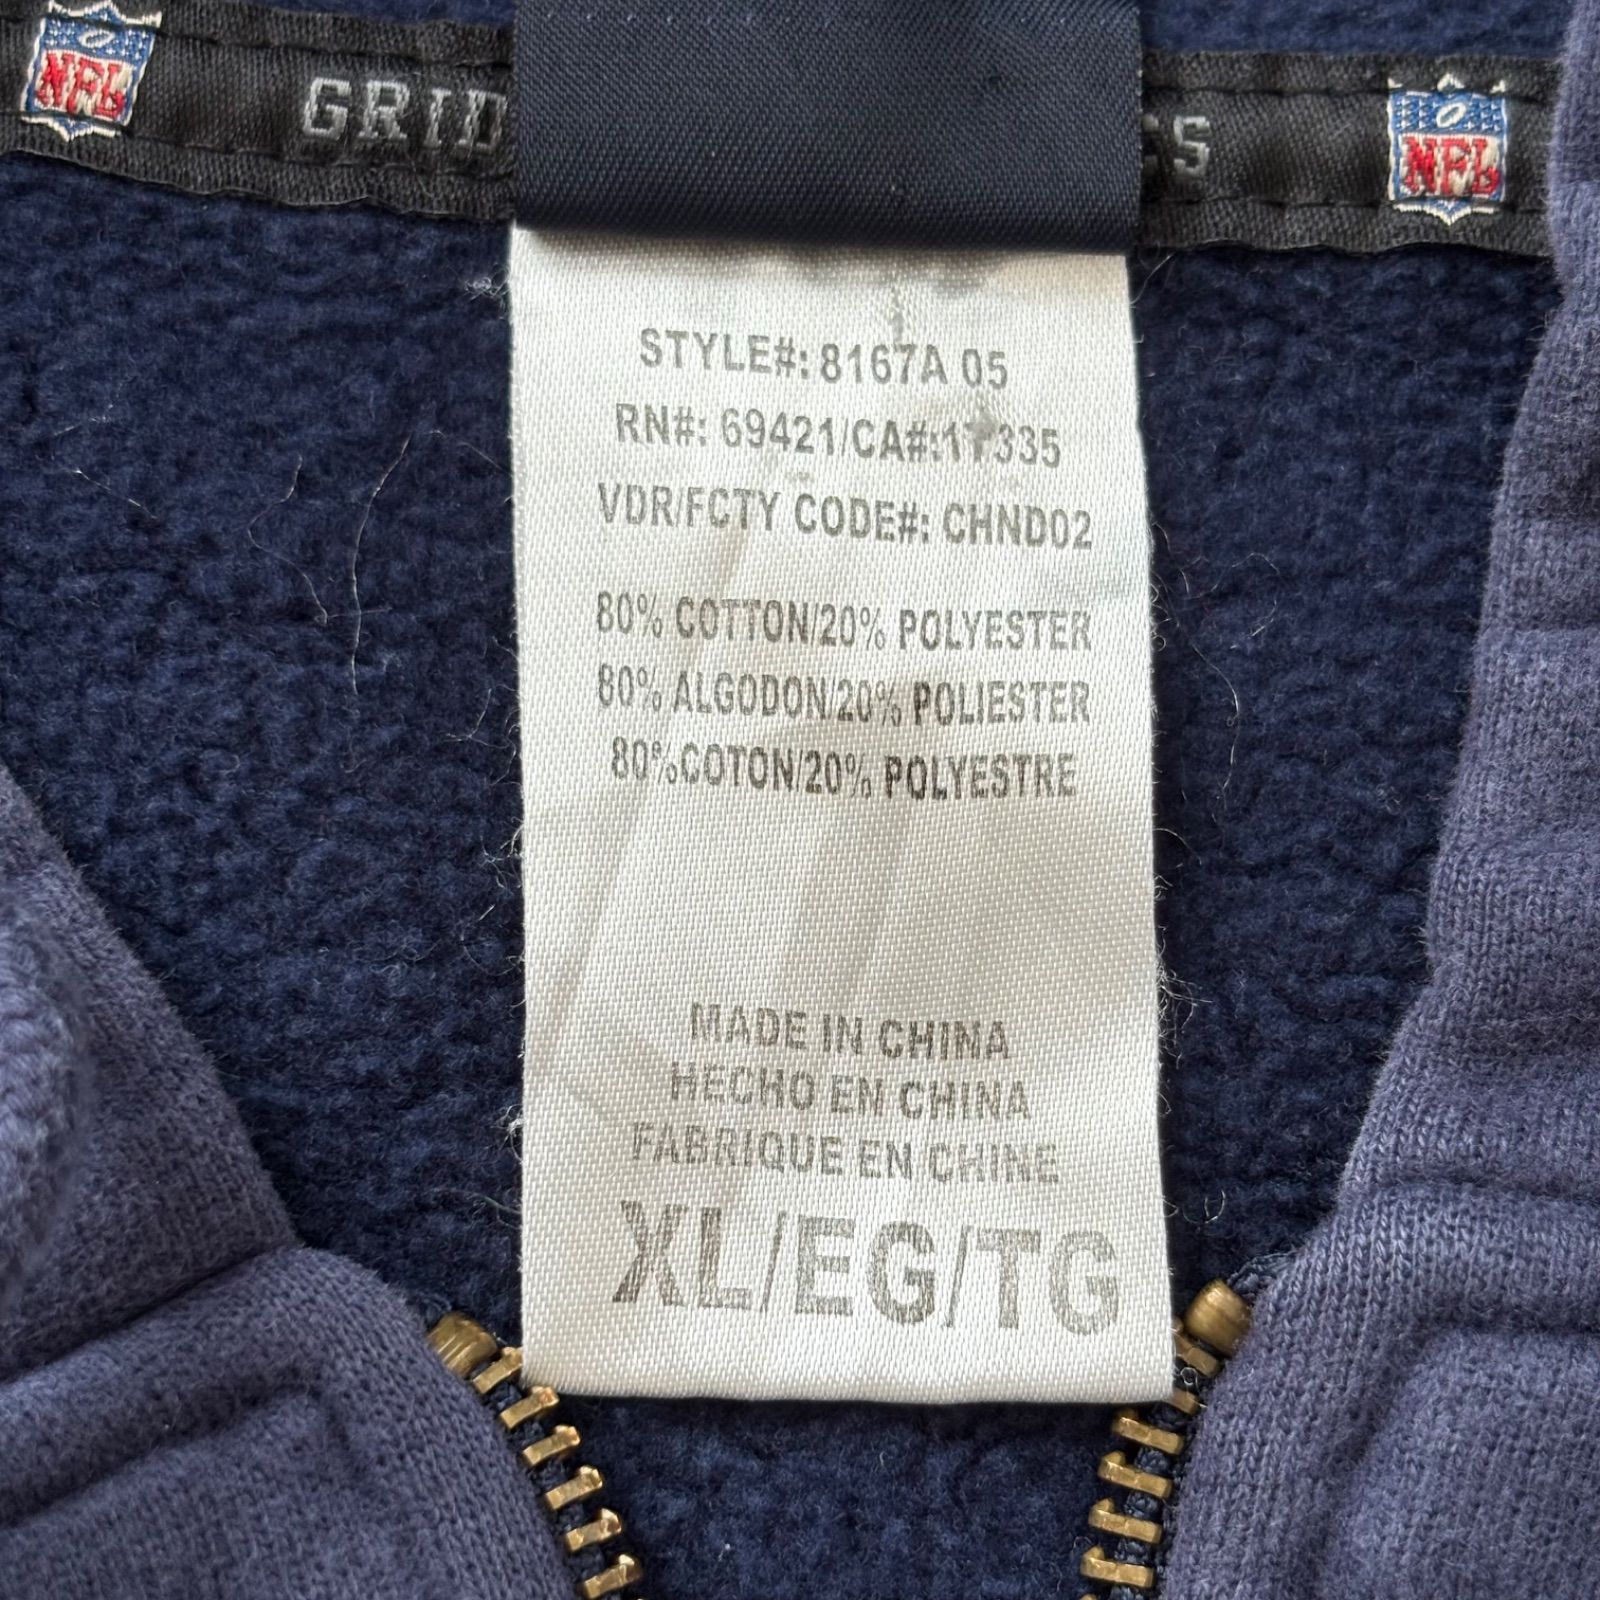 NFL GRID S NFL
STYLE#: 8167A 05
RN#: 69421/CA#:17335
VDR/FCTY CODE#: CHND02
80% COTTON/20% POLYESTER
80% ALGODON/20% POLIESTER
80%COTON/20% POLYESTRE
MADE IN CHINA
HECHO EN CHINA
FABRIQUE EN CHINE
XL/EG/TG